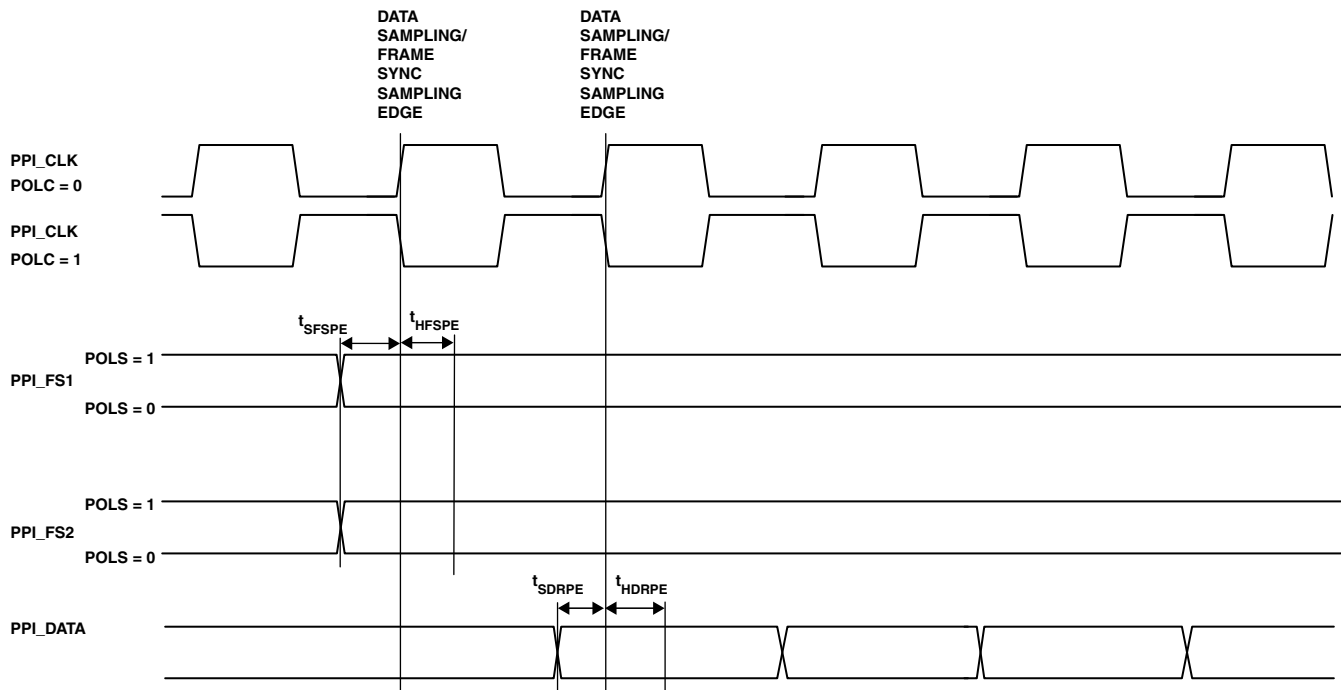 DATA
SAMPLING/
FRAME
SYNC
SAMPLING
EDGE
DATA
SAMPLING/
FRAME
SYNC
SAMPLING
EDGE
PPI_CLK
POLC = 0
PPI_CLK
POLC = 1
tSFSPE
tHFSPE
POLS = 1
PPI_FS1
POLS = 0
POLS = 1
PPI_FS2
POLS = 0
tSDRPE
tHDRPE
PPI_DATA